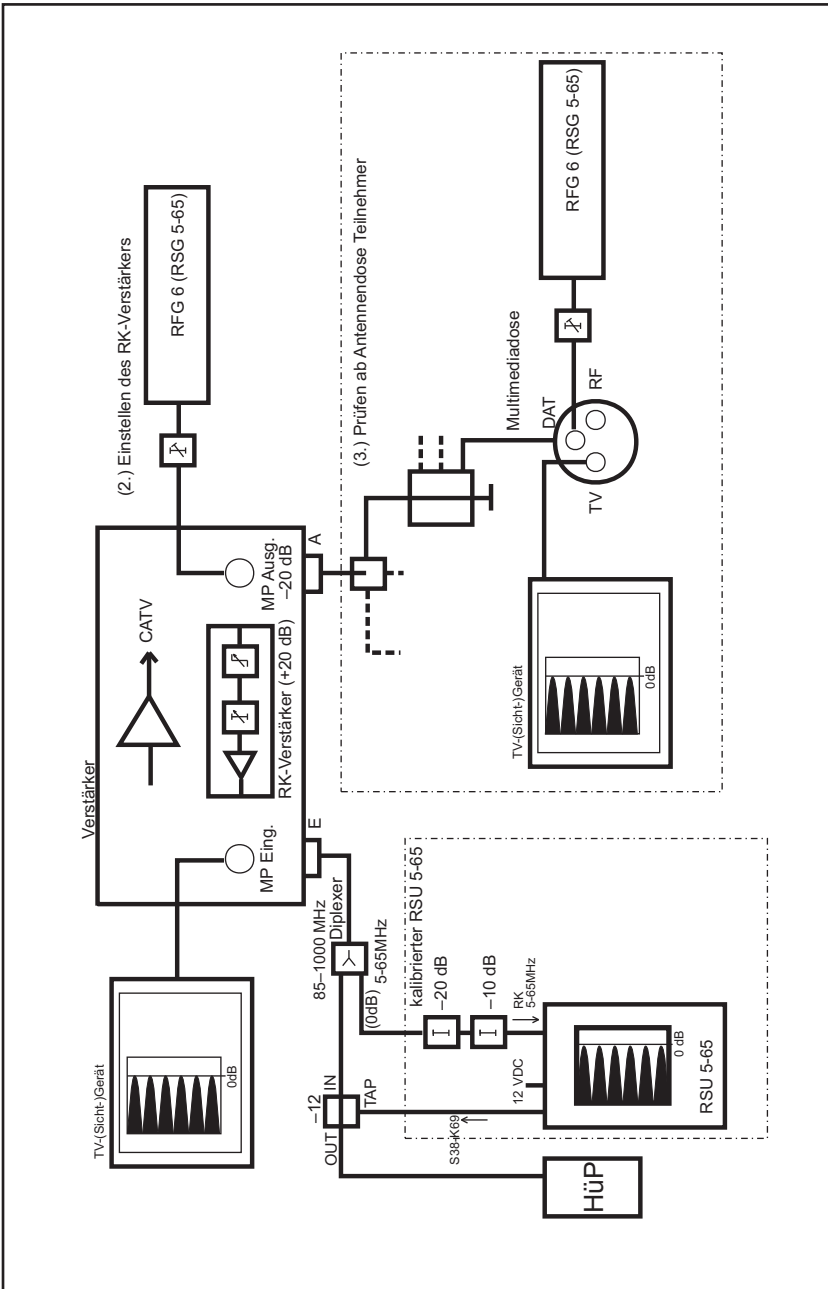 TV-(Sicht-)Gerät
0dB
Verstärker
CATV
MP Eing.
MP Ausg.
–20 dB
RK-Verstärker (+20 dB)
E
A
(2.) Einstellen des RK-Verstärkers
RFG 6 (RSG 5-65)
HüP
OUT
–12
IN
TAP
S38-K69
85–1000 MHz
Diplexer
5-65MHz
(0dB)
kalibrierter RSU 5-65
–20 dB
–10 dB
RK
5-65MHz
12 VDC
0 dB
RSU 5-65
(3.) Prüfen ab Antennendose Teilnehmer
TV-(Sicht-)Gerät
0dB
Multimediadose
TV
DAT
RF
RFG 6 (RSG 5-65)